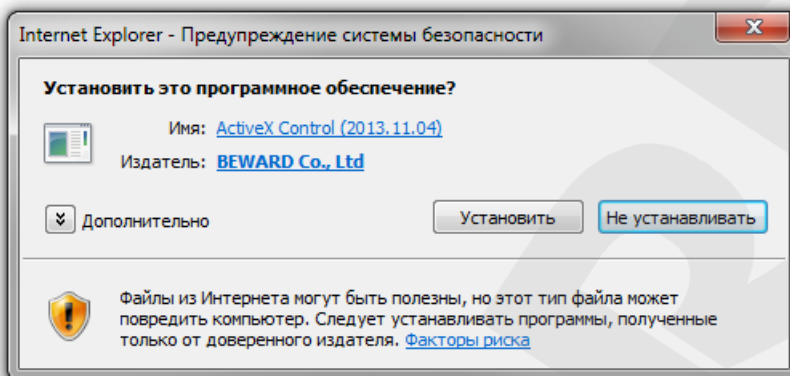 Internet Explorer - Предупреждение системы безопасности
Установить это программное обеспечение?
Имя: ActiveX Control (2013.11.04)
Издатель: BEWARD Co., Ltd
Дополнительно
Установить
Не устанавливать
Файлы из Интернета могут быть полезны, но этот тип файла может
повредить компьютер. Следует устанавливать программы, полученные
только от доверенного издателя. Факторы риска